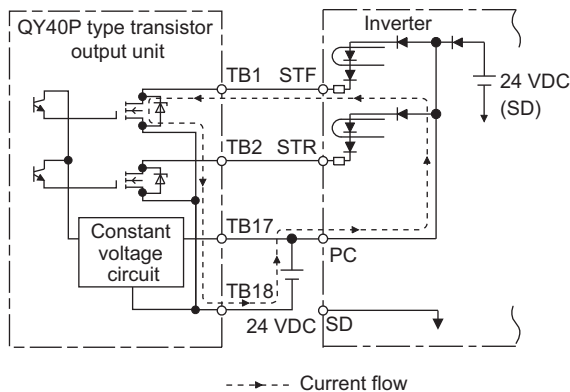 QY40P type transistor
output unit
Inverter
TB1 STF
24 VDC
(SD)
TB2 STR
TB17
Constant
voltage
circuit
PC
TB18
24 VDC SD
Current flow